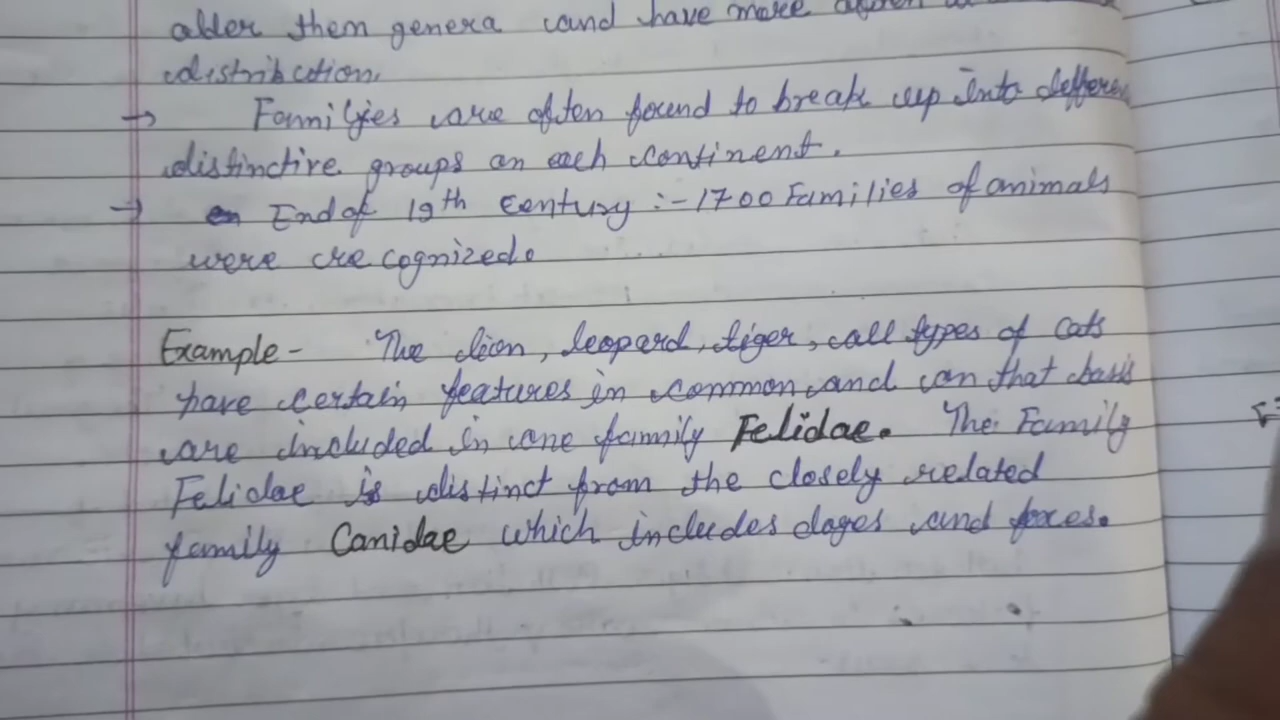 older them genera and have more
distribution.
→ Families are often found to break up into
distinctive groups on each continent.
→ End of 19th Century :- 1700 Families of animals
were recognized.
Example - The lion, leopard, tiger, all types of cats
have certain features in common and on that basis
are included in one family Felidae. The Family
Felidae is distinct from the closely related
family Canidae which includes doges and foxes.